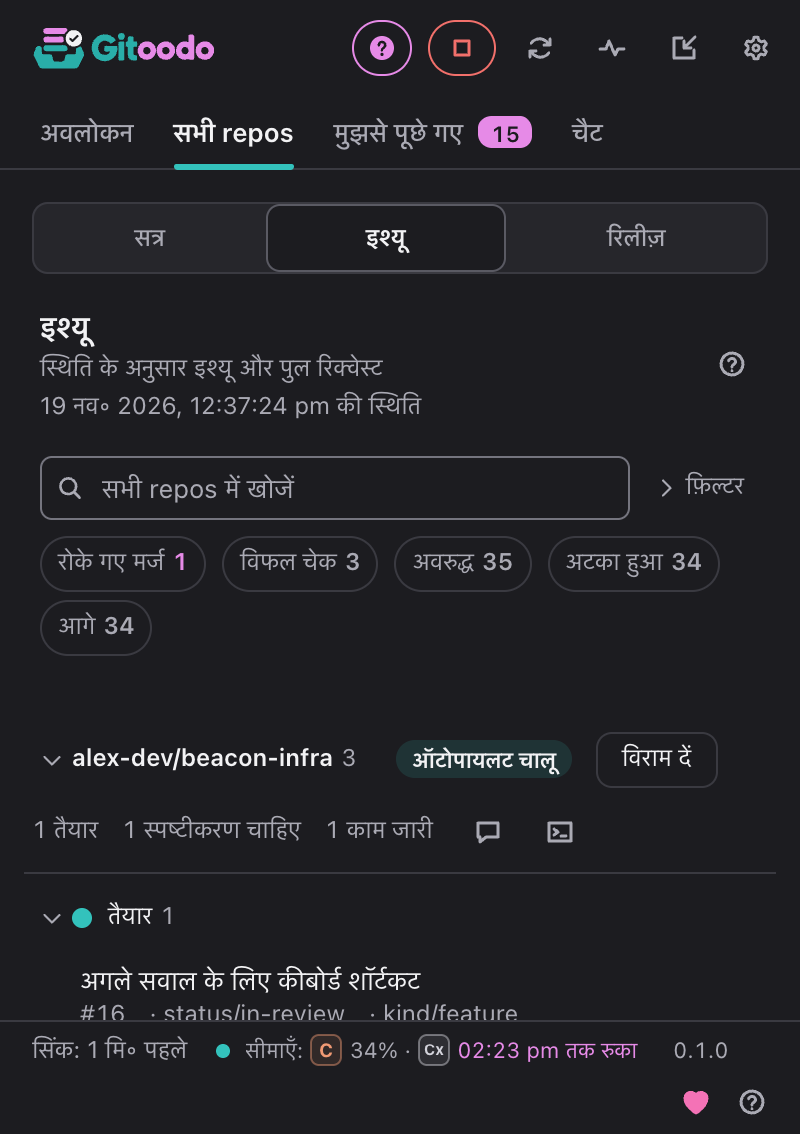 Gitoodo
अवलोकन सभी repos मुझसे पूछे गए 15 चैट
सत्र इश्यू रिलीज़
इश्यू
स्थिति के अनुसार इश्यू और पुल रिक्वेस्ट
19 नव॰ 2026, 12:37:24 pm की स्थिति
सभी repos में खोजें फ़िल्टर
रोके गए मर्ज 1 विफल चेक 3 अवरुद्ध 35 अटका हुआ 34
आगे 34
alex-dev/beacon-infra 3 ऑटोपायलट चालू विराम दें
1 तैयार 1 स्पष्टीकरण चाहिए 1 काम जारी
तैयार 1
अगले सवाल के लिए कीबोर्ड शॉर्टकट
#16 · status/in-review · kind/feature
सिंक: 1 मि॰ पहले सीमाएँ: C 34% · Cx 02:23 pm तक रुका 0.1.0